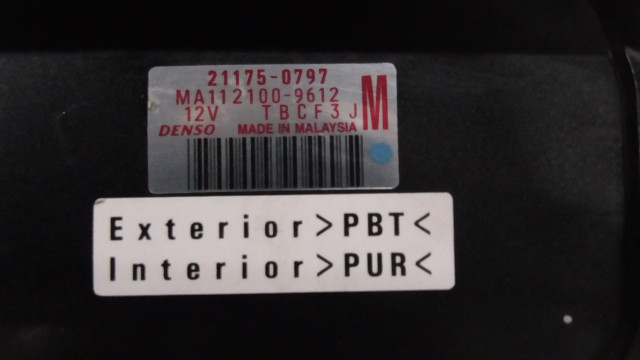 21175-0797
MA112100-9612
12V TBCF3J
M
DENSO MADE IN MALAYSIA
Exterior>PBT<
Interior>PUR<